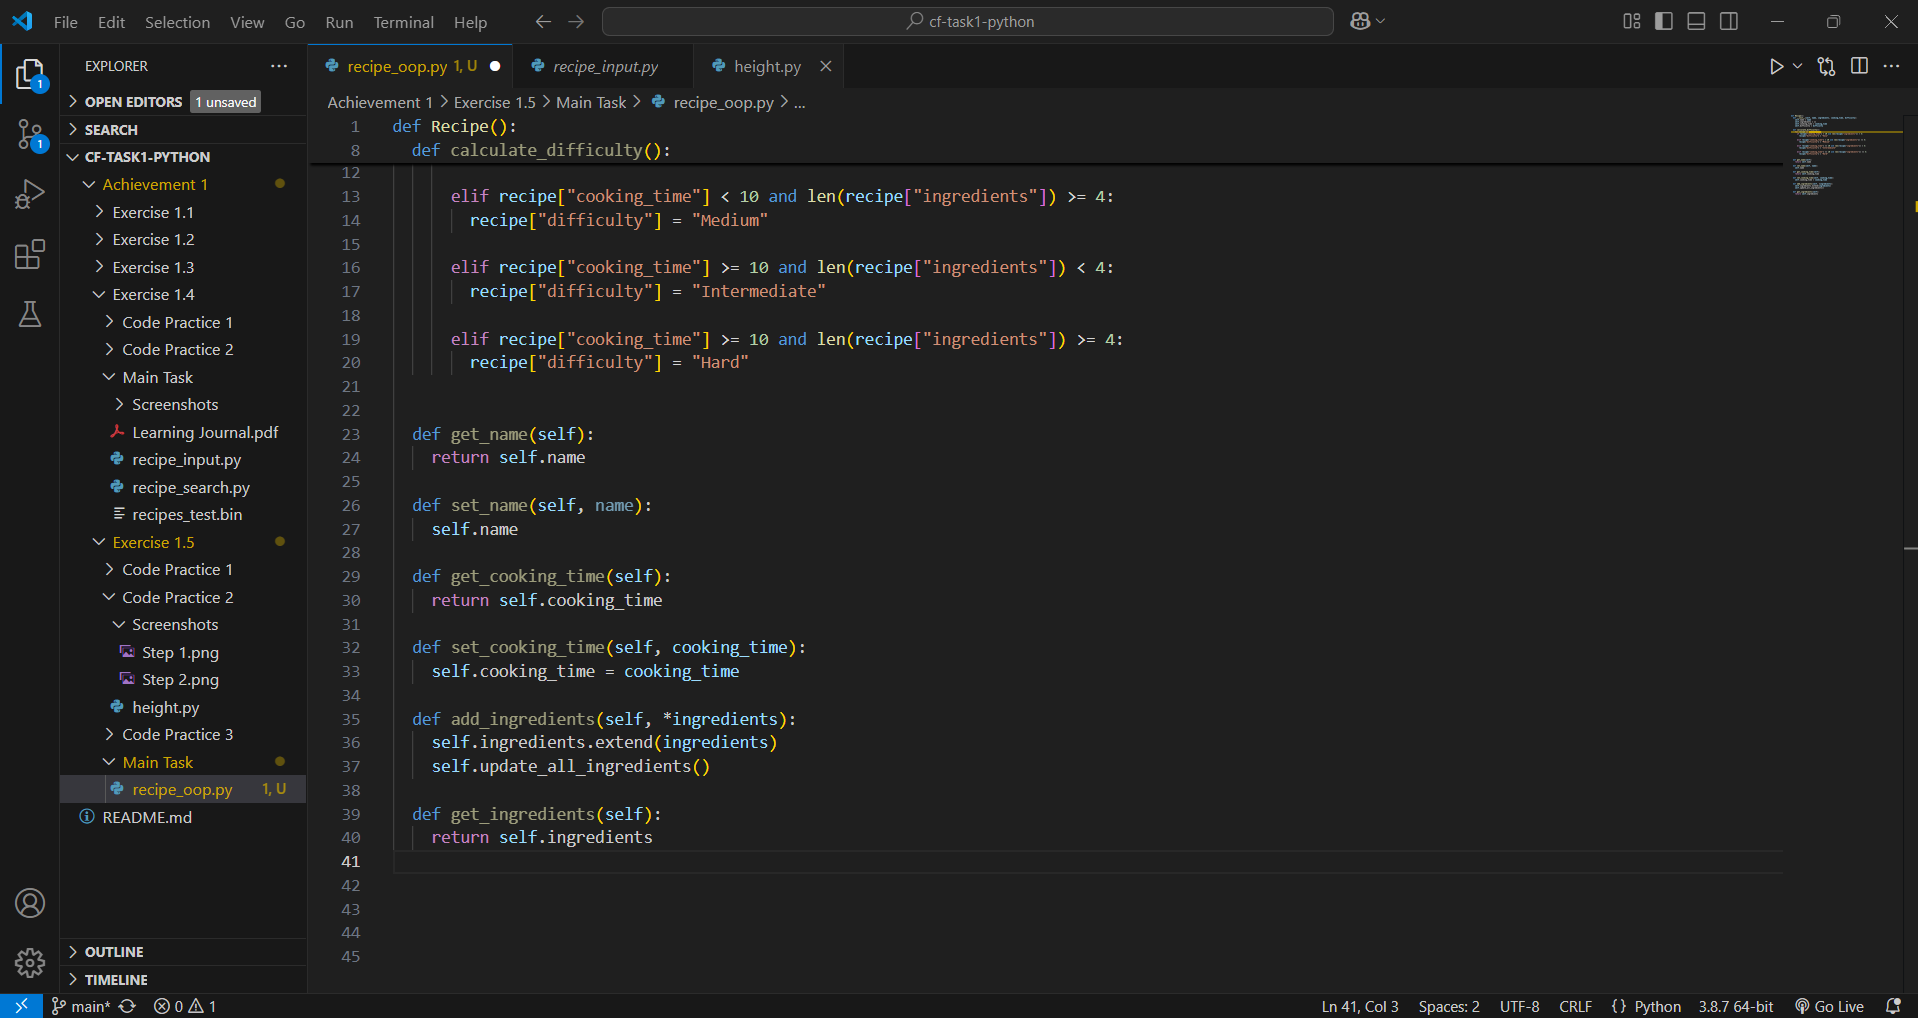 File Edit Selection View Go Run Terminal Help
cf-task1-python
EXPLORER
OPEN EDITORS 1 unsaved
SEARCH
CF-TASK1-PYTHON
Achievement 1
Exercise 1.1
Exercise 1.2
Exercise 1.3
Exercise 1.4
Code Practice 1
Code Practice 2
Main Task
Screenshots
Learning Journal.pdf
recipe_input.py
recipe_search.py
recipes_test.bin
Exercise 1.5
Code Practice 1
Code Practice 2
Screenshots
Step 1.png
Step 2.png
height.py
Code Practice 3
Main Task
recipe_oop.py 1, U
README.md
OUTLINE
TIMELINE
1
1
recipe_oop.py 1, U
recipe_input.py
height.py
Achievement 1 > Exercise 1.5 > Main Task > recipe_oop.py > ...
1 def Recipe():
8 def calculate_difficulty():
12
13 elif recipe["cooking_time"] < 10 and len(recipe["ingredients"]) >= 4:
14 recipe["difficulty"] = "Medium"
15
16 elif recipe["cooking_time"] >= 10 and len(recipe["ingredients"]) < 4:
17 recipe["difficulty"] = "Intermediate"
18
19 elif recipe["cooking_time"] >= 10 and len(recipe["ingredients"]) >= 4:
20 recipe["difficulty"] = "Hard"
21
22
23 def get_name(self):
24 return self.name
25
26 def set_name(self, name):
27 self.name
28
29 def get_cooking_time(self):
30 return self.cooking_time
31
32 def set_cooking_time(self, cooking_time):
33 self.cooking_time = cooking_time
34
35 def add_ingredients(self, *ingredients):
36 self.ingredients.extend(ingredients)
37 self.update_all_ingredients()
38
39 def get_ingredients(self):
40 return self.ingredients
41
42
43
44
45
main* 0 1
Ln 41, Col 3 Spaces: 2 UTF-8 CRLF {} Python 3.8.7 64-bit Go Live